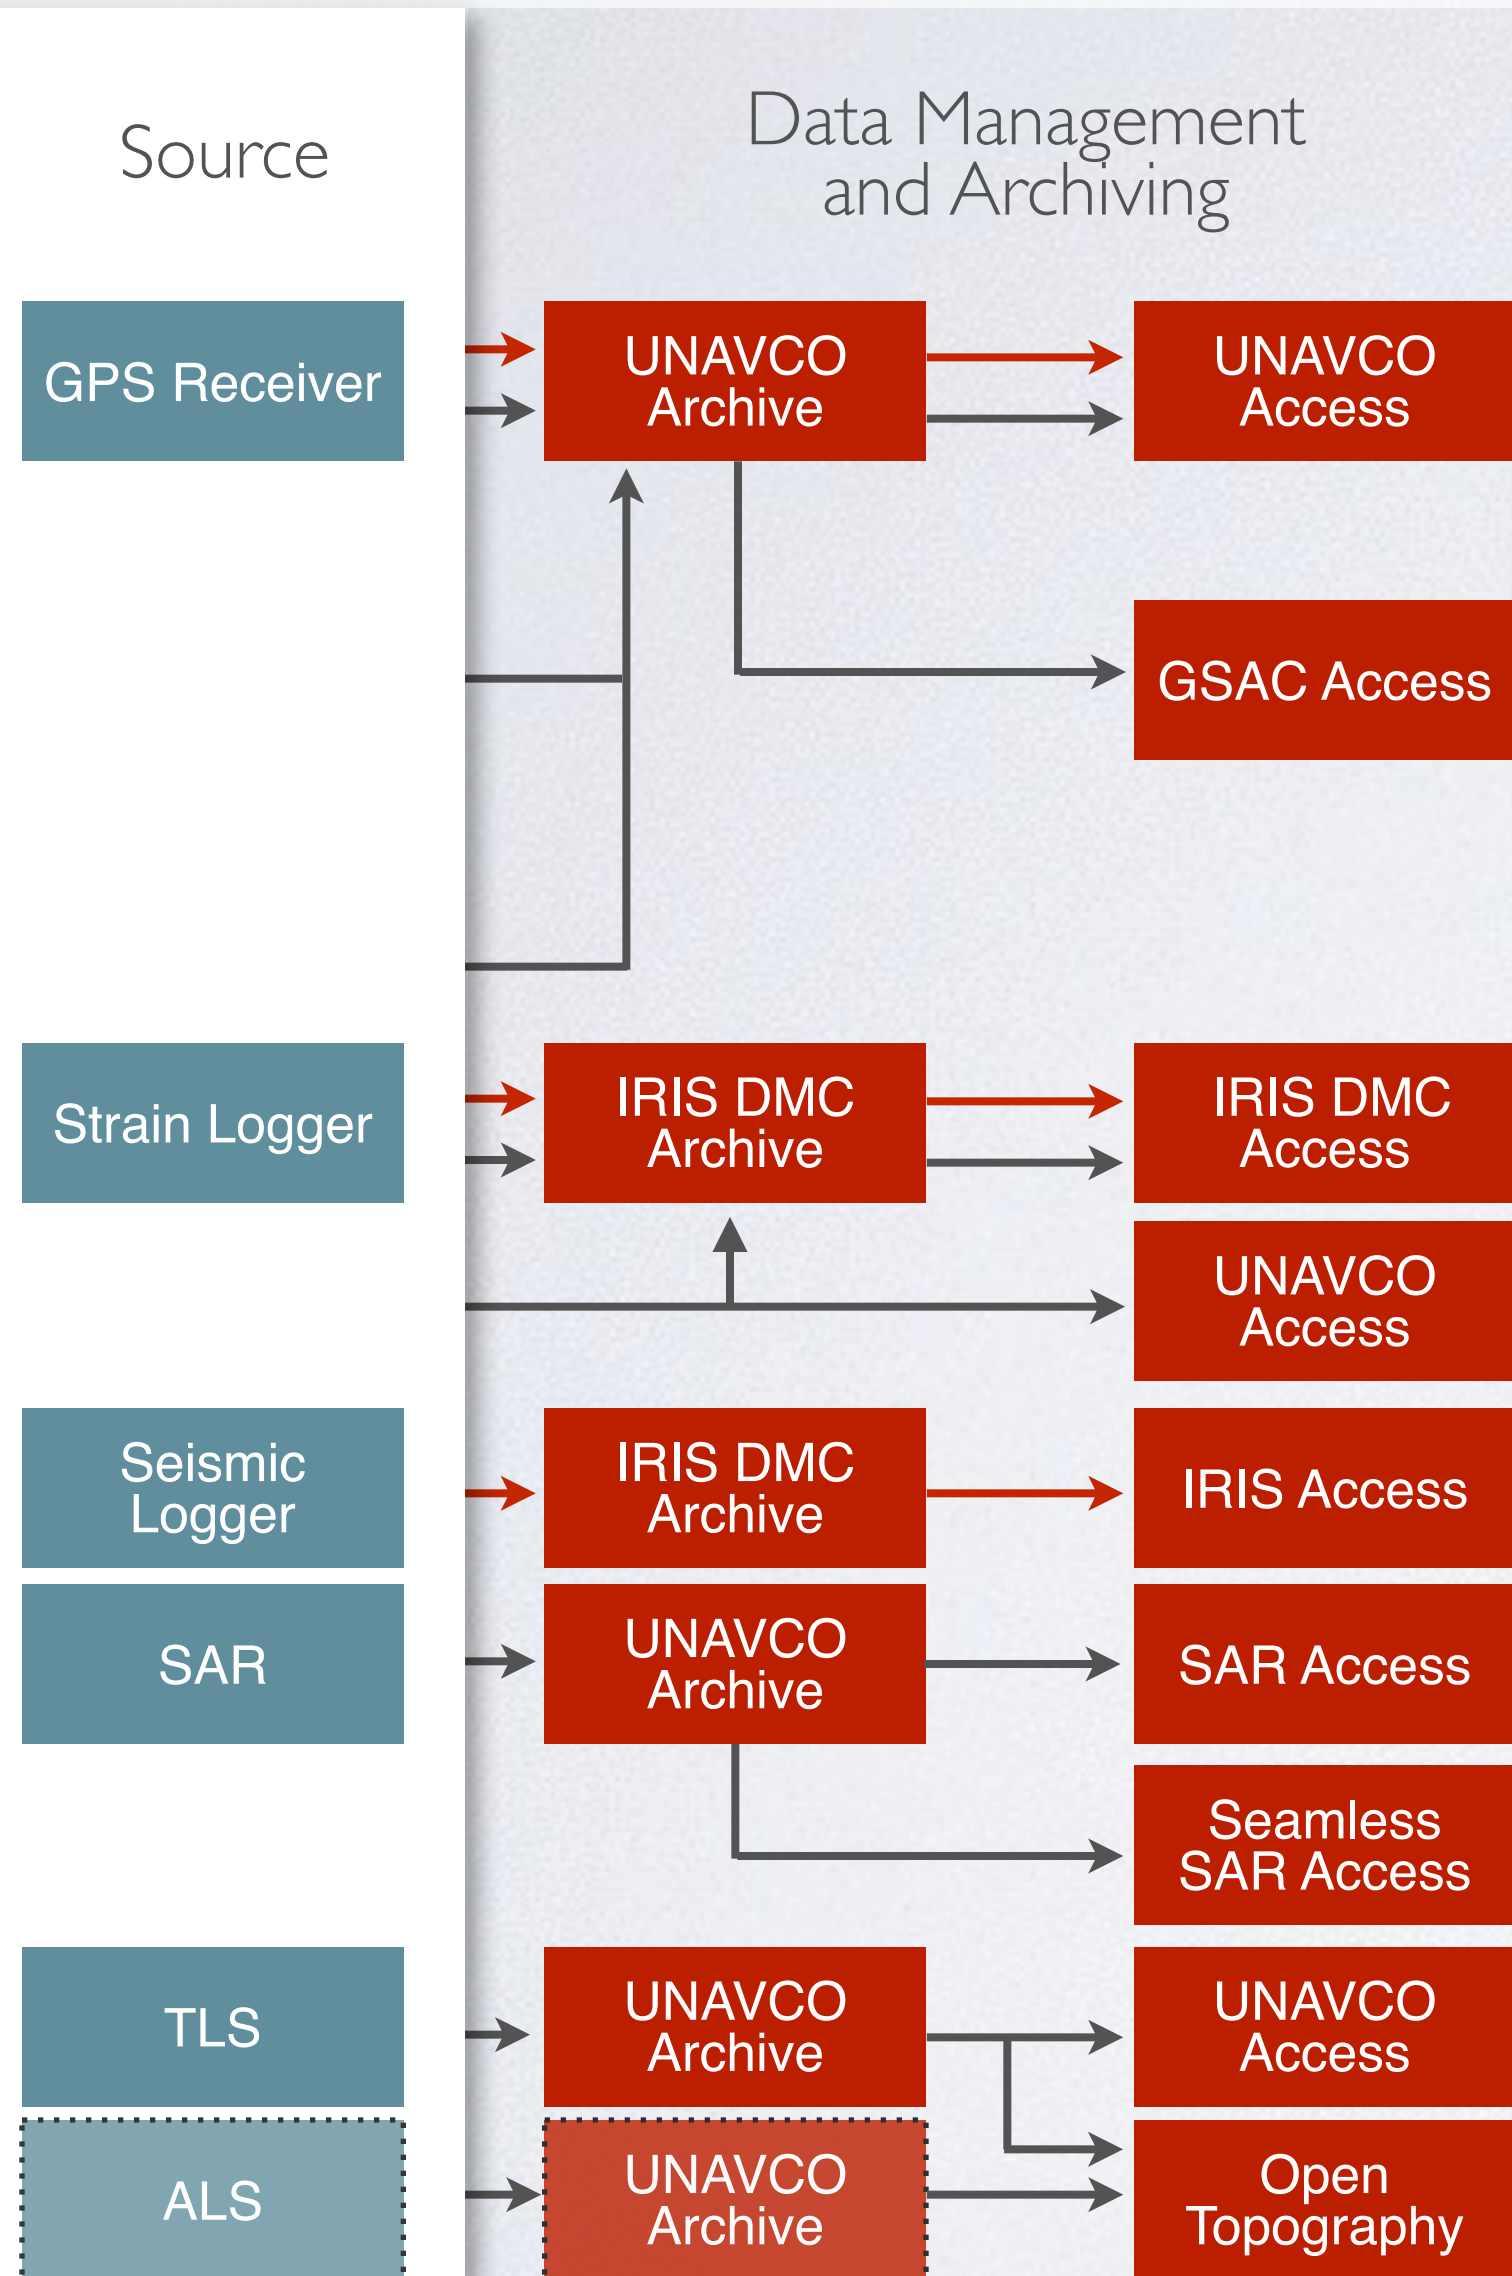 Source
Data Management
and Archiving
GPS Receiver
UNAVCO
Archive
UNAVCO
Access
GSAC Access
Strain Logger
IRIS DMC
Archive
IRIS DMC
Access
UNAVCO
Access
Seismic
Logger
IRIS DMC
Archive
IRIS Access
SAR
UNAVCO
Archive
SAR Access
Seamless
SAR Access
TLS
UNAVCO
Archive
UNAVCO
Access
ALS
UNAVCO
Archive
Open
Topography